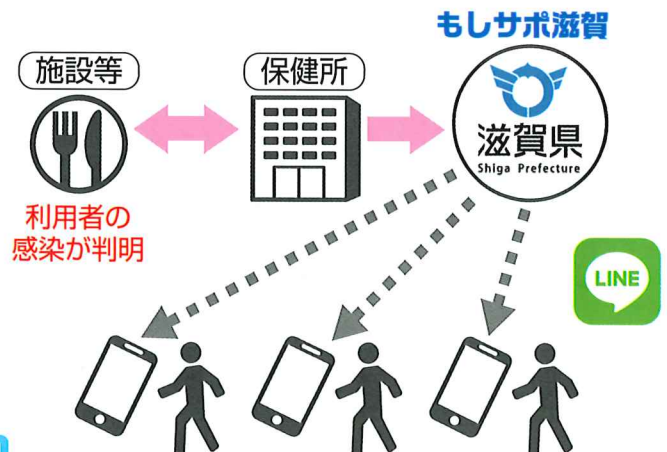 もしサポ滋賀
施設等
保健所
滋賀県
Shiga Prefecture
利用者の
感染が判明
LINE